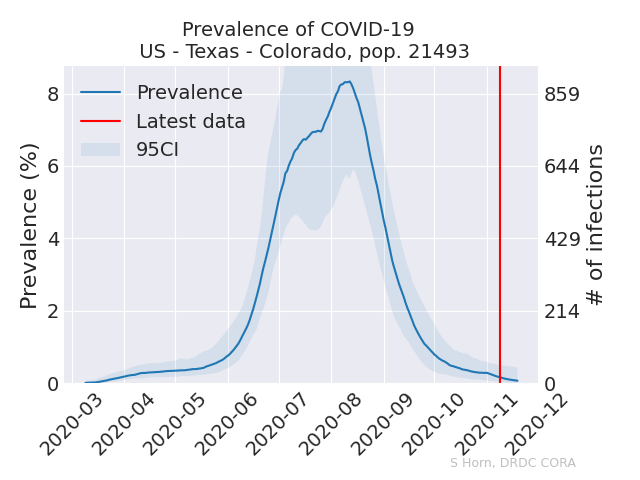 Prevalence of COVID-19
US - Texas - Colorado, pop. 21493
Prevalence
Latest data
95CI
Prevalence (%)
8
6
4
2
0
859
644
429
214
0
# of infections
2020-03
2020-04
2020-05
2020-06
2020-07
2020-08
2020-09
2020-10
2020-11
2020-12
S Horn, DRDC CORA